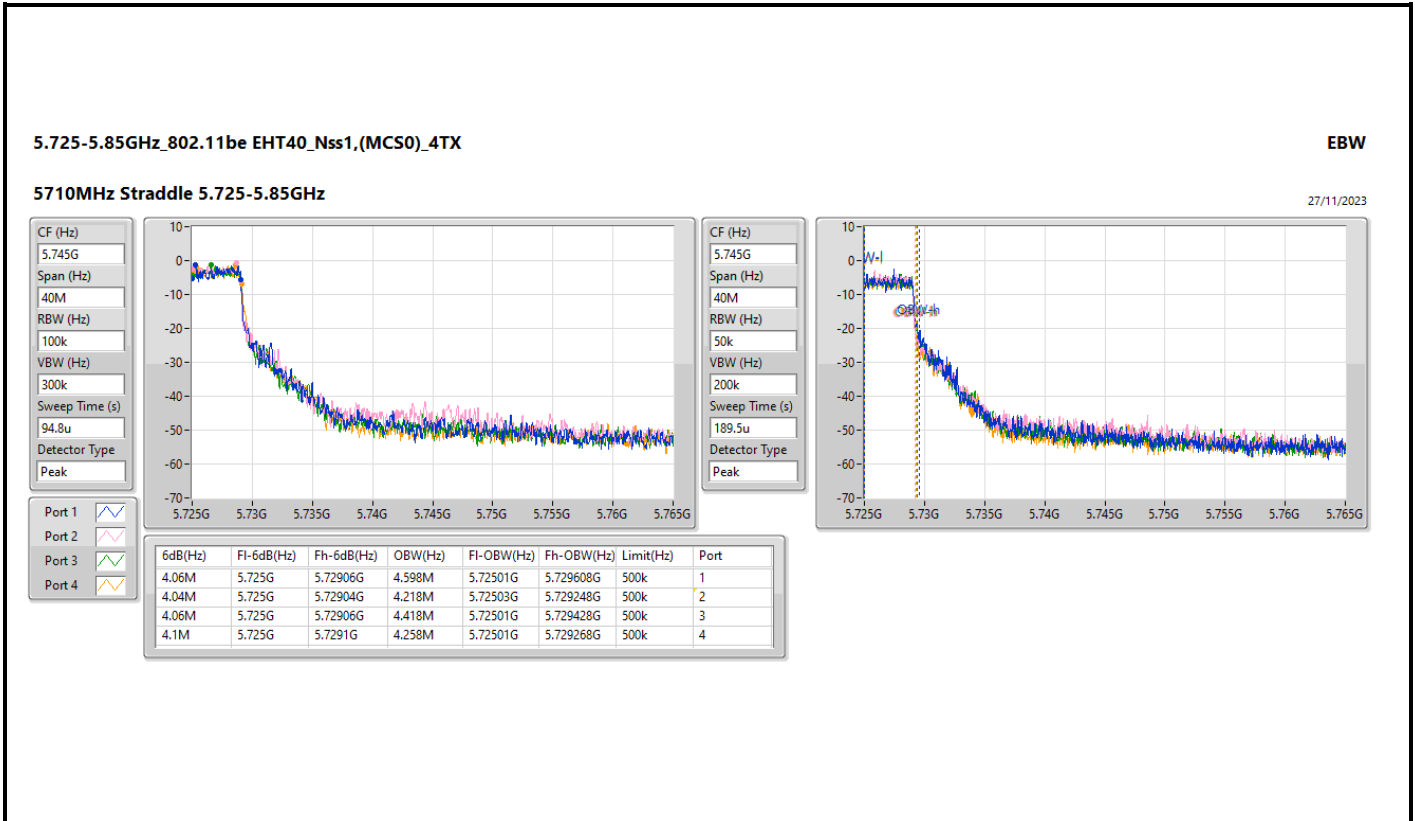 5.725-5.85GHz_802.11be EHT40_Nss1,(MCS0)_4TX
EBW
5710MHz Straddle 5.725-5.85GHz
27/11/2023
CF (Hz)
5.745G
Span (Hz)
40M
RBW (Hz)
100k
VBW (Hz)
300k
Sweep Time (s)
94.8u
Detector Type
Peak
10
0
-10
-20
-30
-40
-50
-60
-70
5.725G 5.73G 5.735G 5.74G 5.745G 5.75G 5.755G 5.76G 5.765G
CF (Hz)
5.745G
Span (Hz)
40M
RBW (Hz)
50k
VBW (Hz)
200k
Sweep Time (s)
189.5u
Detector Type
Peak
10
0
-10
-20
-30
-40
-50
-60
-70
W-l
OBW-h
5.725G 5.73G 5.735G 5.74G 5.745G 5.75G 5.755G 5.76G 5.765G
Port 1
Port 2
Port 3
Port 4
6dB(Hz) Fl-6dB(Hz) Fh-6dB(Hz) OBW(Hz) Fl-OBW(Hz) Fh-OBW(Hz) Limit(Hz) Port
4.06M 5.725G 5.72906G 4.598M 5.72501G 5.729608G 500k 1
4.04M 5.725G 5.72904G 4.218M 5.72503G 5.729248G 500k 2
4.06M 5.725G 5.72906G 4.418M 5.72501G 5.729428G 500k 3
4.1M 5.725G 5.7291G 4.258M 5.72501G 5.729268G 500k 4